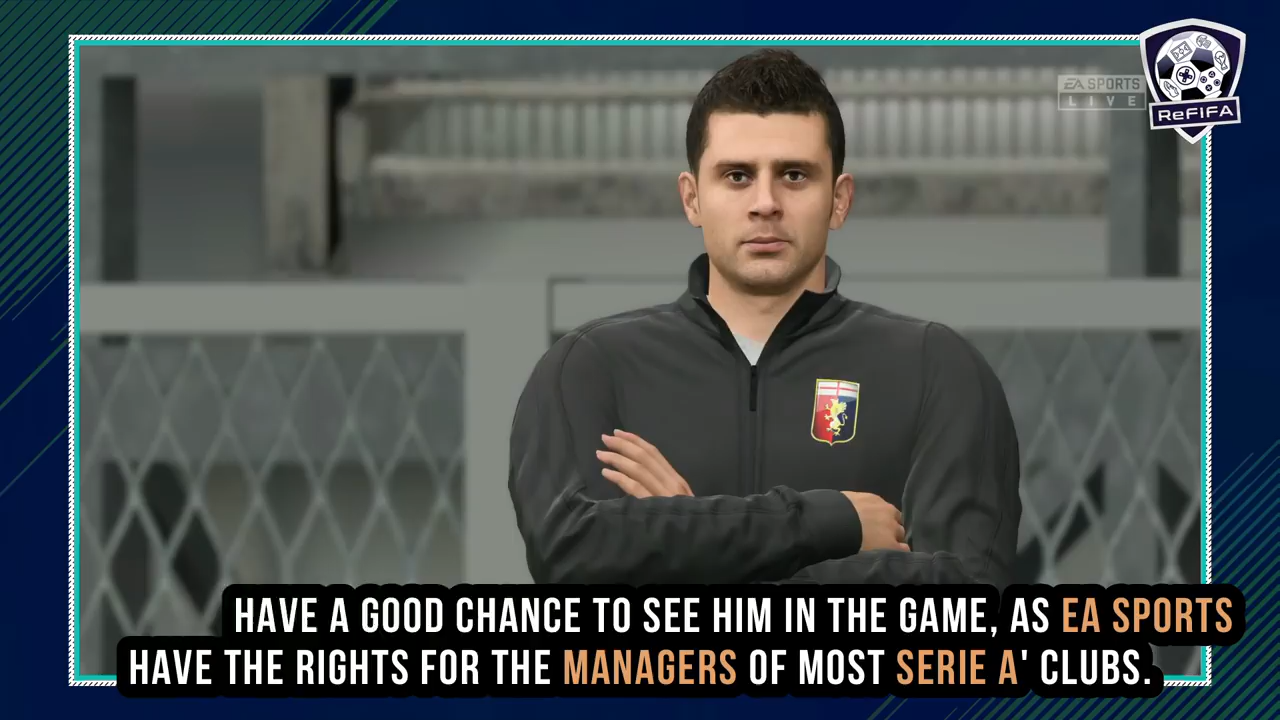 EA SPORTS
LIVE
ReFIFA
HAVE A GOOD CHANCE TO SEE HIM IN THE GAME, AS EA SPORTS
HAVE THE RIGHTS FOR THE MANAGERS OF MOST SERIE A' CLUBS.